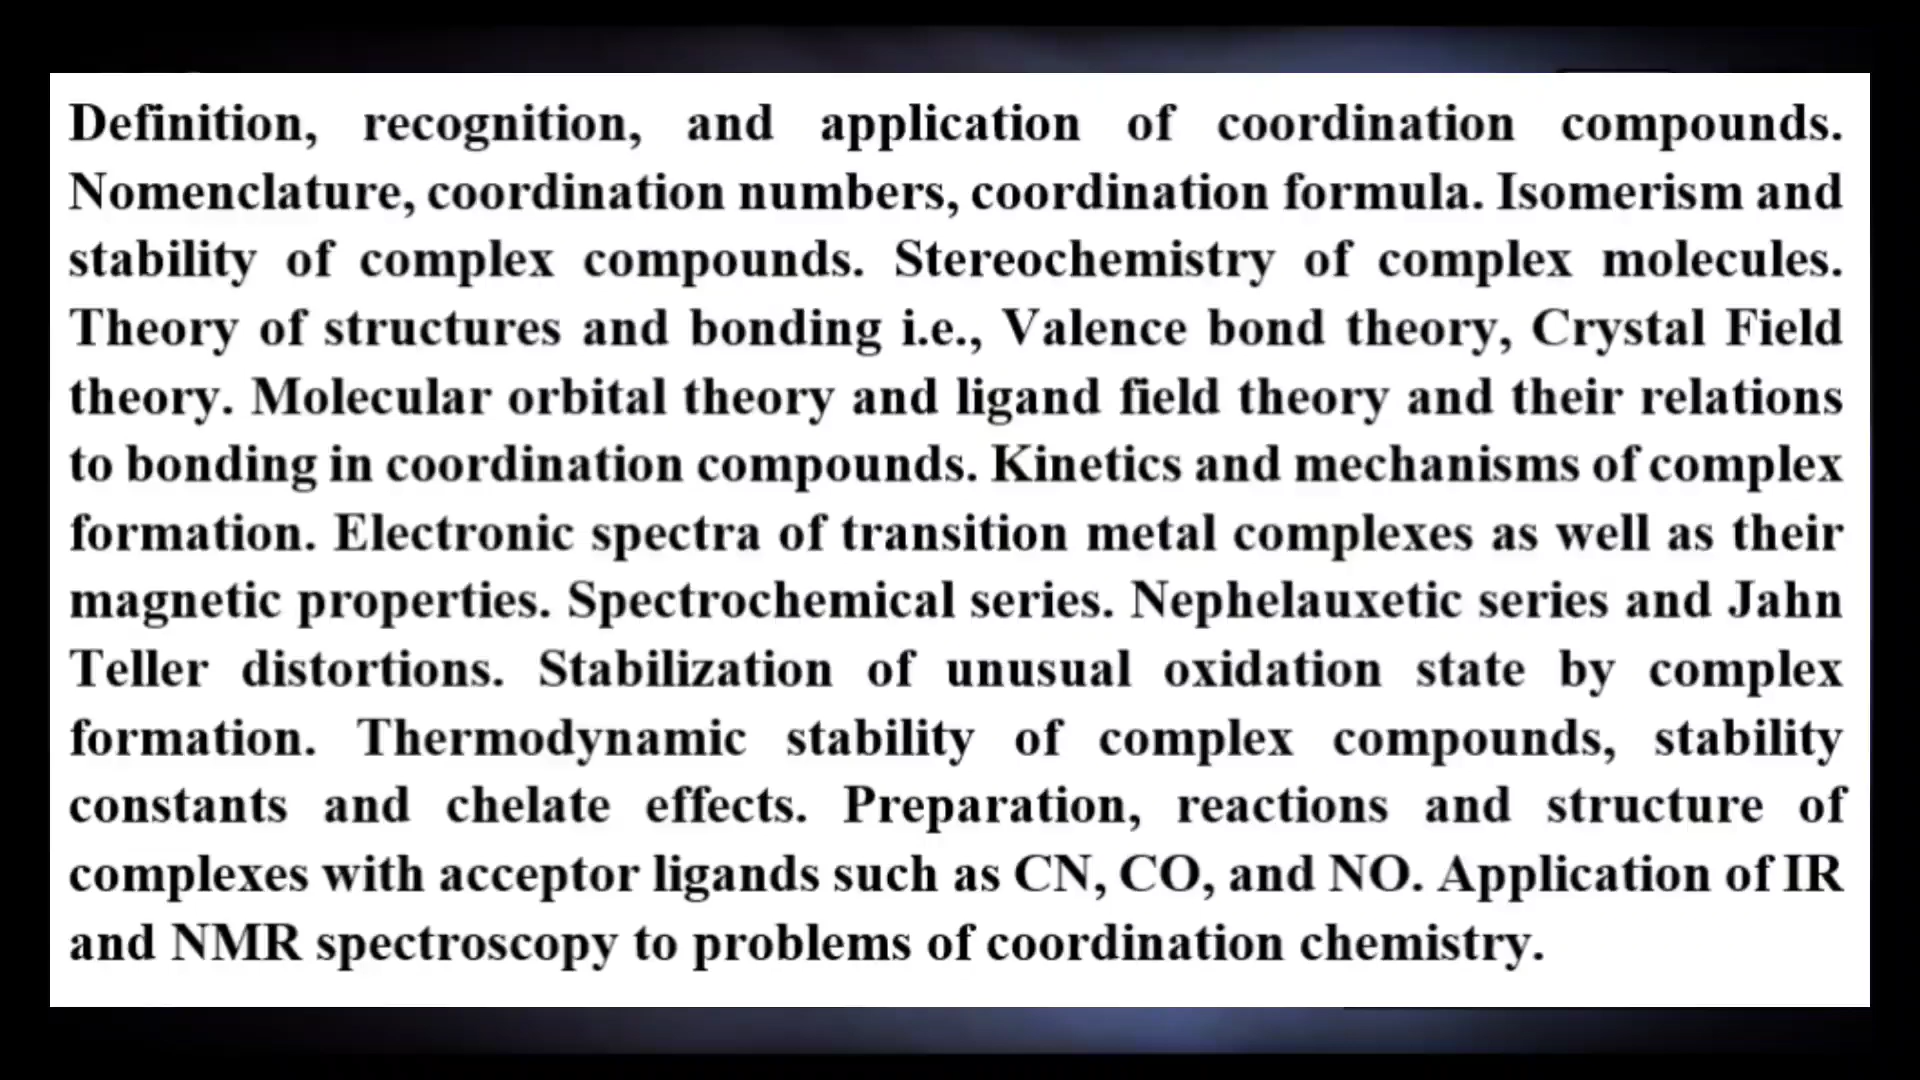 Definition, recognition, and application of coordination compounds.
Nomenclature, coordination numbers, coordination formula. Isomerism and
stability of complex compounds. Stereochemistry of complex molecules.
Theory of structures and bonding i.e., Valence bond theory, Crystal Field
theory. Molecular orbital theory and ligand field theory and their relations
to bonding in coordination compounds. Kinetics and mechanisms of complex
formation. Electronic spectra of transition metal complexes as well as their
magnetic properties. Spectrochemical series. Nephelauxetic series and Jahn
Teller distortions. Stabilization of unusual oxidation state by complex
formation. Thermodynamic stability of complex compounds, stability
constants and chelate effects. Preparation, reactions and structure of
complexes with acceptor ligands such as CN, CO, and NO. Application of IR
and NMR spectroscopy to problems of coordination chemistry.